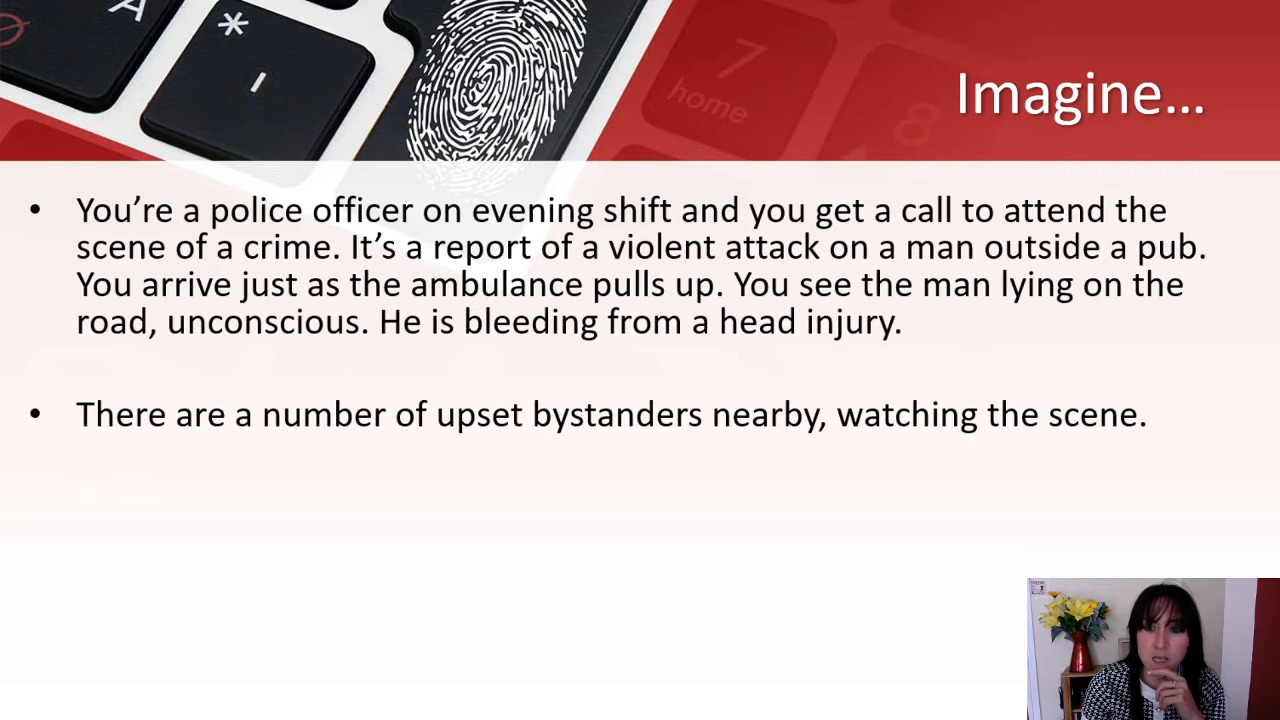 A
*
-
7
home
8
Imagine...
• You’re a police officer on evening shift and you get a call to attend the
scene of a crime. It’s a report of a violent attack on a man outside a pub.
You arrive just as the ambulance pulls up. You see the man lying on the
road, unconscious. He is bleeding from a head injury.
• There are a number of upset bystanders nearby, watching the scene.